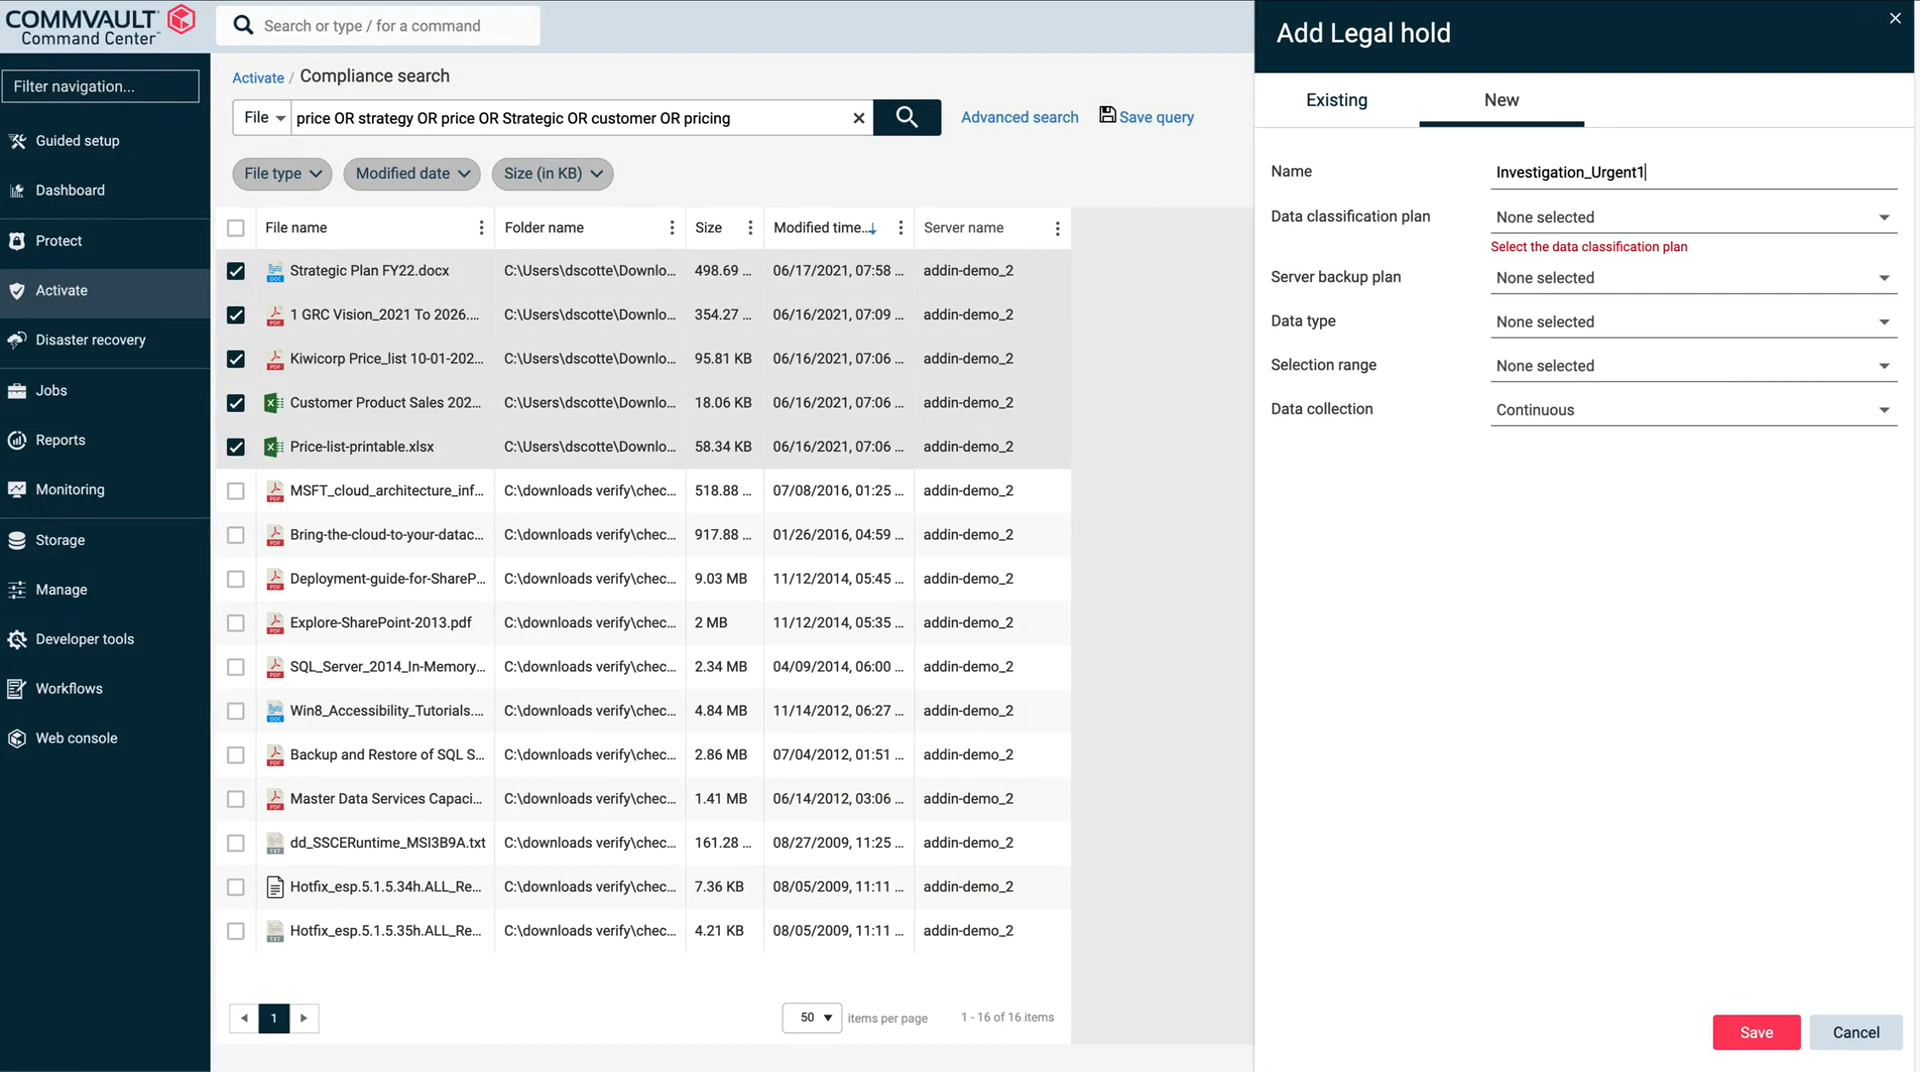 COMMVAULT
Command Center
Search or type / for a command
Filter navigation...
Guided setup
Dashboard
Protect
Activate
Disaster recovery
Jobs
Reports
Monitoring
Storage
Manage
Developer tools
Workflows
Web console
Activate / Compliance search
File price OR strategy OR price OR Strategic OR customer OR pricing
Advanced search
Save query
File type
Modified date
Size (in KB)
File name Folder name Size Modified time... Server name
Strategic Plan FY22.docx C:\Users\dscotte\Downlo... 498.69 ... 06/17/2021, 07:58 ... addin-demo_2
1 GRC Vision_2021 To 2026.... C:\Users\dscotte\Downlo... 354.27 ... 06/16/2021, 07:09 ... addin-demo_2
Kiwicorp Price_list 10-01-202... C:\Users\dscotte\Downlo... 95.81 KB 06/16/2021, 07:06 ... addin-demo_2
Customer Product Sales 202... C:\Users\dscotte\Downlo... 18.06 KB 06/16/2021, 07:06 ... addin-demo_2
Price-list-printable.xlsx C:\Users\dscotte\Downlo... 58.34 KB 06/16/2021, 07:06 ... addin-demo_2
MSFT_cloud_architecture_inf... C:\downloads verify\chec... 518.88 ... 07/08/2016, 01:25 ... addin-demo_2
Bring-the-cloud-to-your-datac... C:\downloads verify\chec... 917.88 ... 01/26/2016, 04:59 ... addin-demo_2
Deployment-guide-for-ShareP... C:\downloads verify\chec... 9.03 MB 11/12/2014, 05:45 ... addin-demo_2
Explore-SharePoint-2013.pdf C:\downloads verify\chec... 2 MB 11/12/2014, 05:35 ... addin-demo_2
SQL_Server_2014_In-Memory... C:\downloads verify\chec... 2.34 MB 04/09/2014, 06:00 ... addin-demo_2
Win8_Accessibility_Tutorials.... C:\downloads verify\chec... 4.84 MB 11/14/2012, 06:27 ... addin-demo_2
Backup and Restore of SQL S... C:\downloads verify\chec... 2.86 MB 07/04/2012, 01:51 ... addin-demo_2
Master Data Services Capaci... C:\downloads verify\chec... 1.41 MB 06/14/2012, 03:06 ... addin-demo_2
dd_SSCERuntime_MSI3B9A.txt C:\downloads verify\chec... 161.28 ... 08/27/2009, 11:25 ... addin-demo_2
Hotfix_esp.5.1.5.34h.ALL_Re... C:\downloads verify\chec... 7.36 KB 08/05/2009, 11:11 ... addin-demo_2
Hotfix_esp.5.1.5.35h.ALL_Re... C:\downloads verify\chec... 4.21 KB 08/05/2009, 11:11 ... addin-demo_2
1
50 items per page 1 - 16 of 16 items
Add Legal hold
Existing New
Name Investigation_Urgent1
Data classification plan None selected
Select the data classification plan
Server backup plan None selected
Data type None selected
Selection range None selected
Data collection Continuous
Save Cancel